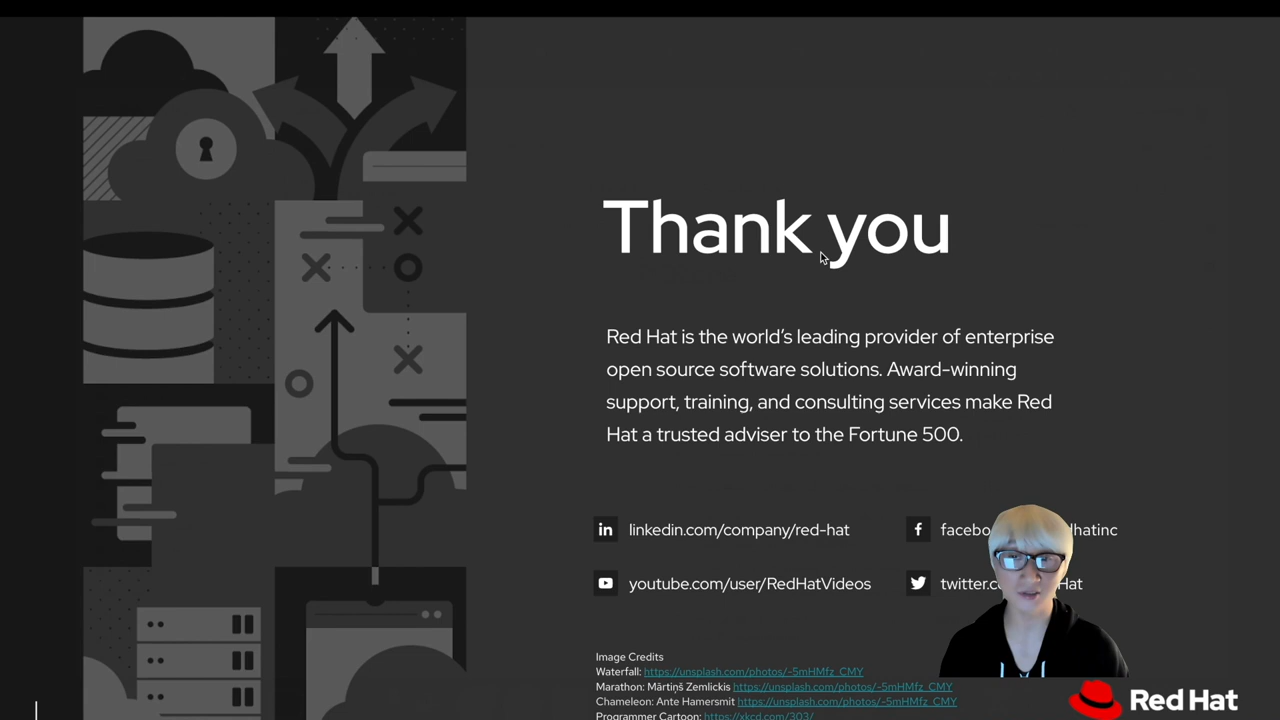 Thank you
Red Hat is the world's leading provider of enterprise
open source software solutions. Award-winning
support, training, and consulting services make Red
Hat a trusted adviser to the Fortune 500.
in linkedin.com/company/red-hat
f facebo hatinc
youtube.com/user/RedHatVideos
twitter.c Hat
Image Credits
Waterfall: https://unsplash.com/photos/-5mHMfz_CMY
Marathon: Mārtiņš Zemlickis https://unsplash.com/photos/-5mHMfz_CMY
Chameleon: Ante Hamersmit https://unsplash.com/photos/-5mHMfz_CMY
Programmer Cartoon: https://xkcd.com/303/
Red Hat